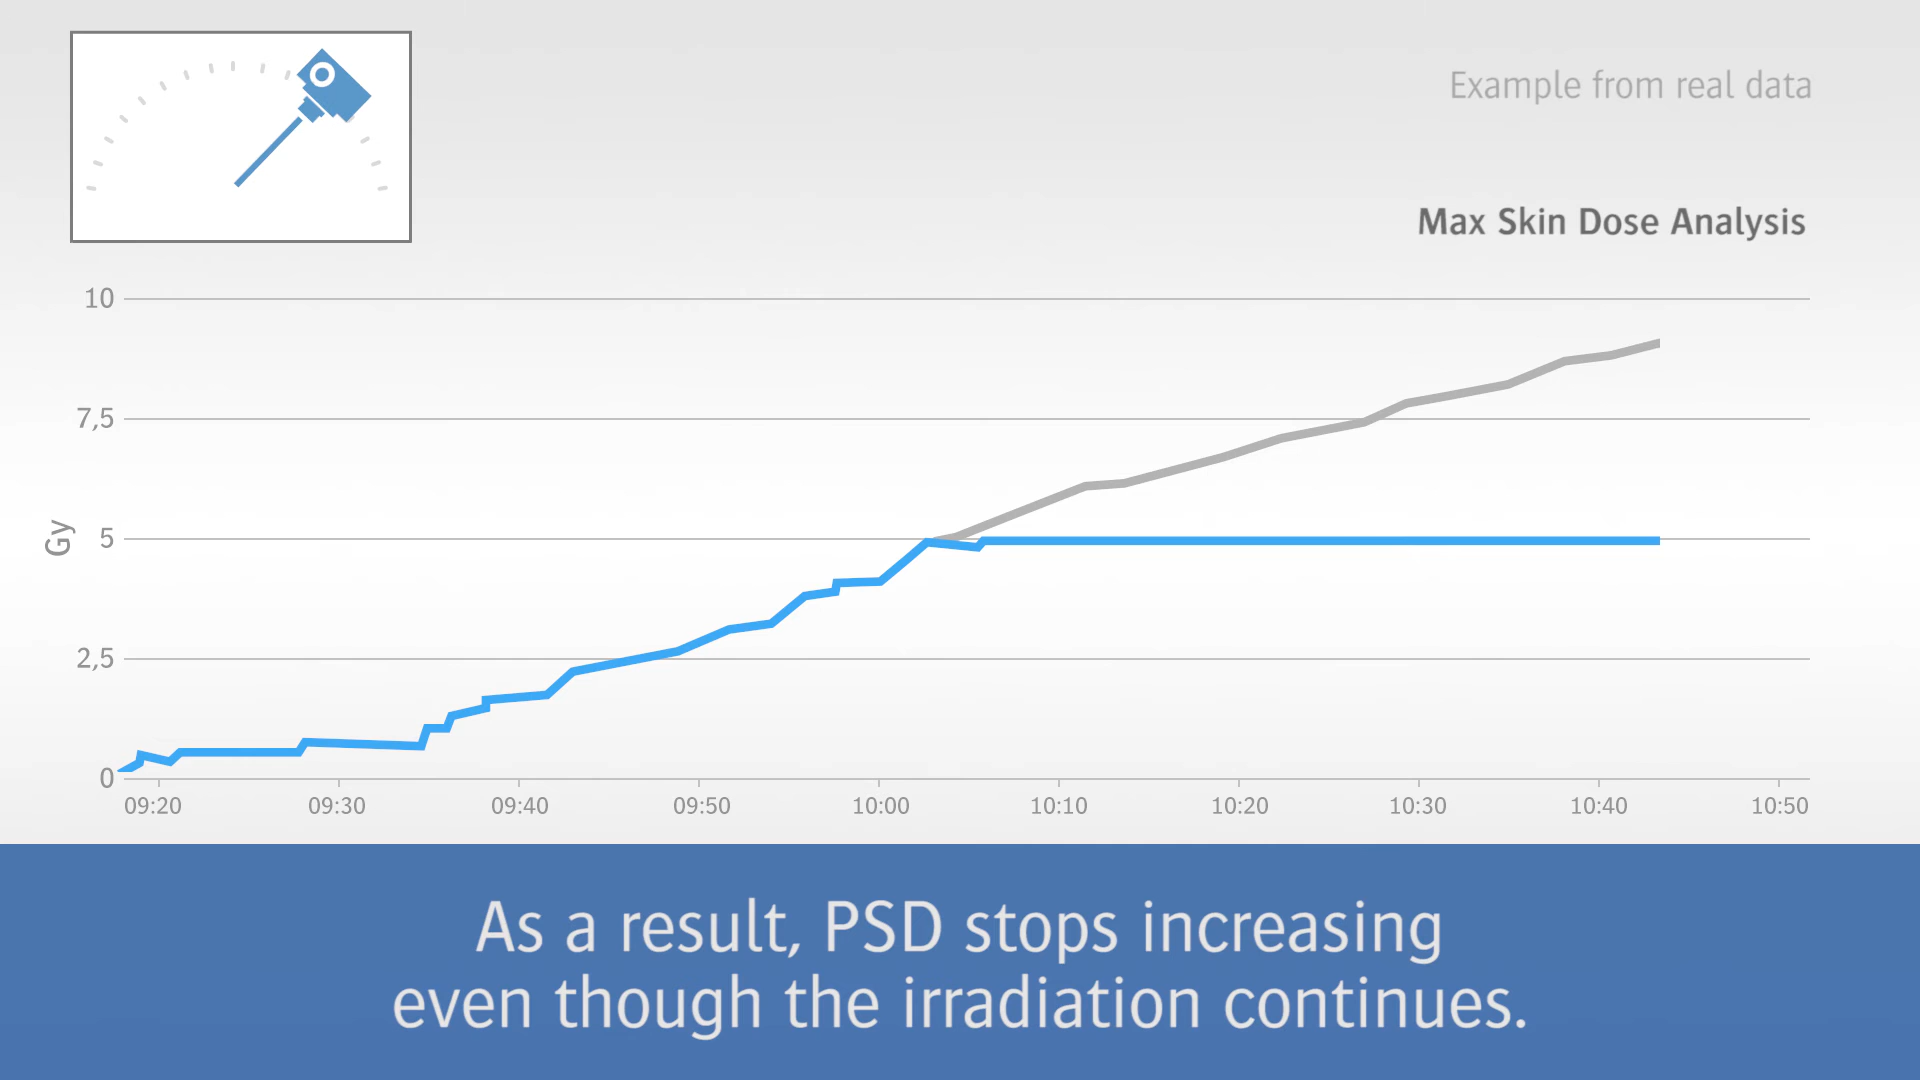 Example from real data
Max Skin Dose Analysis
10
7,5
Gy
5
2,5
0
09:20 09:30 09:40 09:50 10:00 10:10 10:20 10:30 10:40 10:50
As a result, PSD stops increasing
even though the irradiation continues.